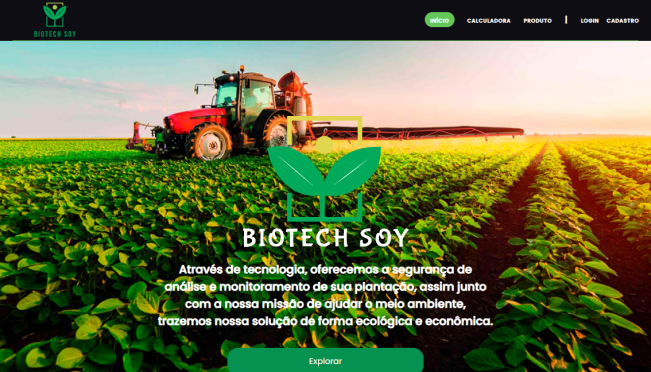 BIOTECH SOY
INÍCIO CALCULADORA PRODUTO | LOGIN CADASTRO
BIOTECH SOY
Através de tecnologia, oferecemos a segurança de
análise e monitoramento de sua plantação, assim junto
com a nossa missão de ajudar o meio ambiente,
trazemos nossa solução de forma ecológica e econômica.
Explorar